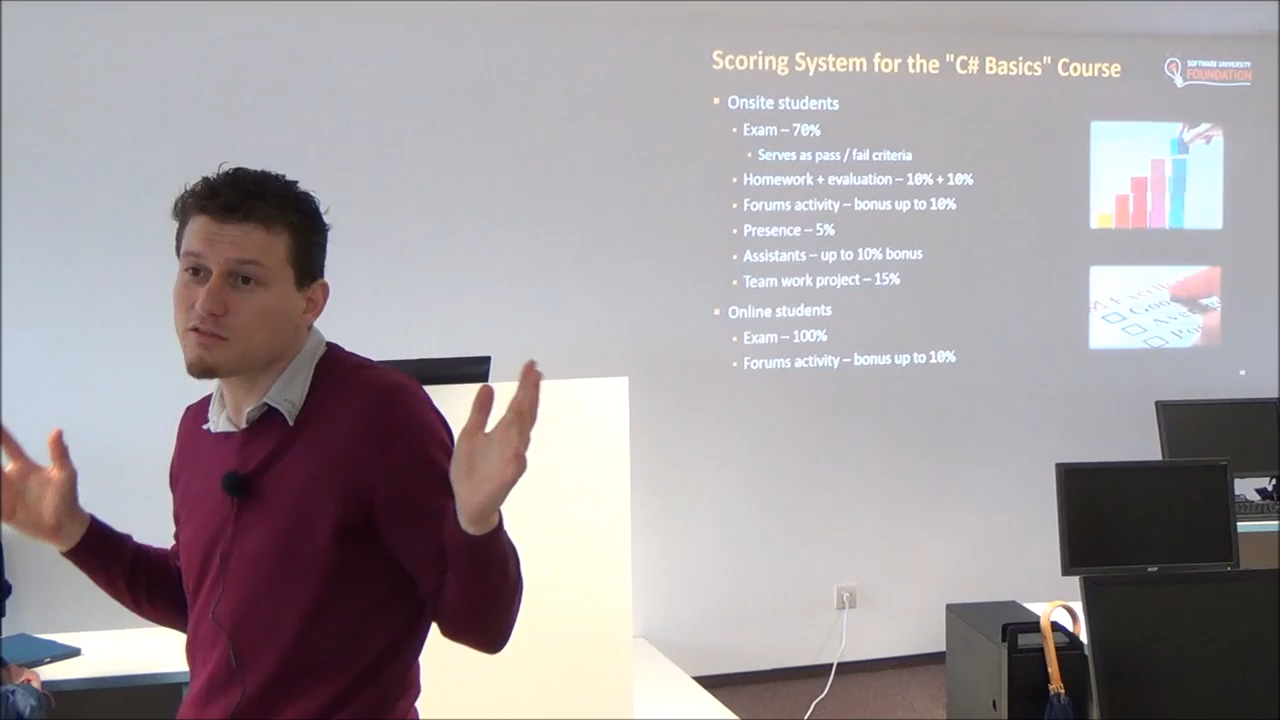 Scoring System for the "C# Basics" Course
SOFTWARE UNIVERSITY
FOUNDATION
Onsite students
Exam – 70%
Serves as pass / fail criteria
Homework + evaluation – 10% + 10%
Forums activity – bonus up to 10%
Presence – 5%
Assistants – up to 10% bonus
Team work project – 15%
Online students
Exam – 100%
Forums activity – bonus up to 10%
acer